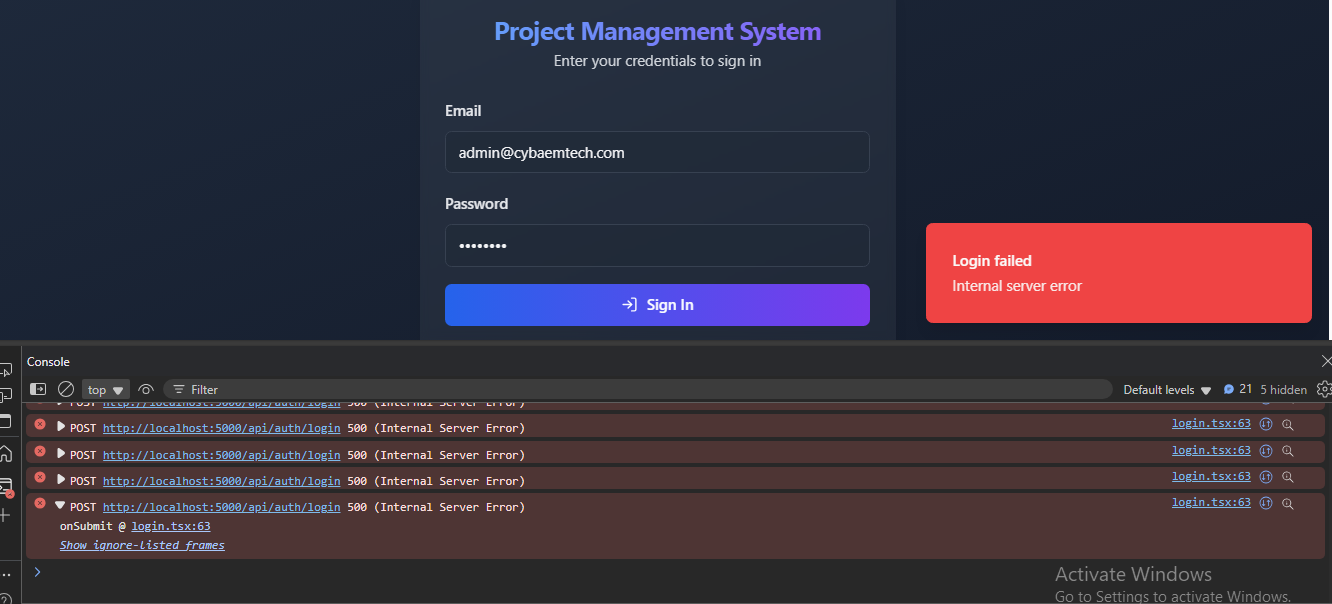 Project Management System
Enter your credentials to sign in
Email
admin@cybaemtech.com
Password
••••••••
Sign In
Login failed
Internal server error
Console
top
Filter
Default levels
21
5 hidden
POST http://localhost:5000/api/auth/login 500 (Internal Server Error)
POST http://localhost:5000/api/auth/login 500 (Internal Server Error) login.tsx:63
POST http://localhost:5000/api/auth/login 500 (Internal Server Error) login.tsx:63
POST http://localhost:5000/api/auth/login 500 (Internal Server Error) login.tsx:63
POST http://localhost:5000/api/auth/login 500 (Internal Server Error) login.tsx:63
onSubmit @ login.tsx:63
Show ignore-listed frames
Activate Windows
Go to Settings to activate Windows.